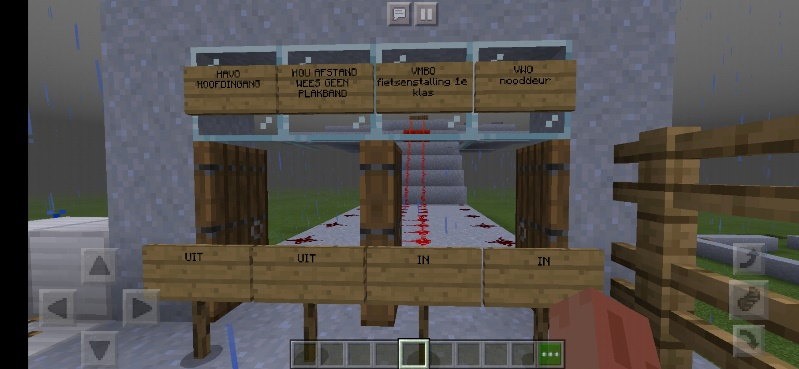 HAVO
HOOFDINGANG
HOU AFSTAND
WEES GEEN
PLAKBAND
VMBO
fietsenstalling 1e
klas
VWO
nooddeur
UIT
UIT
IN
IN